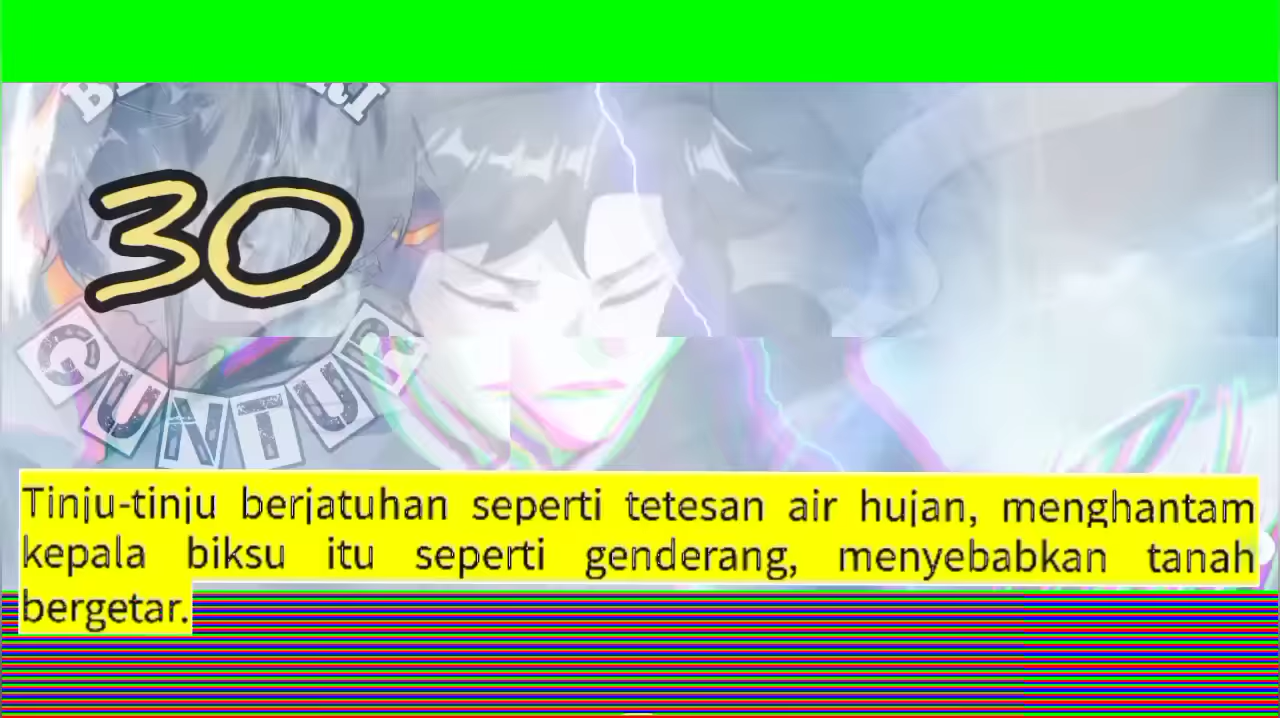 30
GUNTUR
Tinju-tinju berjatuhan seperti tetesan air hujan, menghantam
kepala biksu itu seperti genderang, menyebabkan tanah
bergetar.